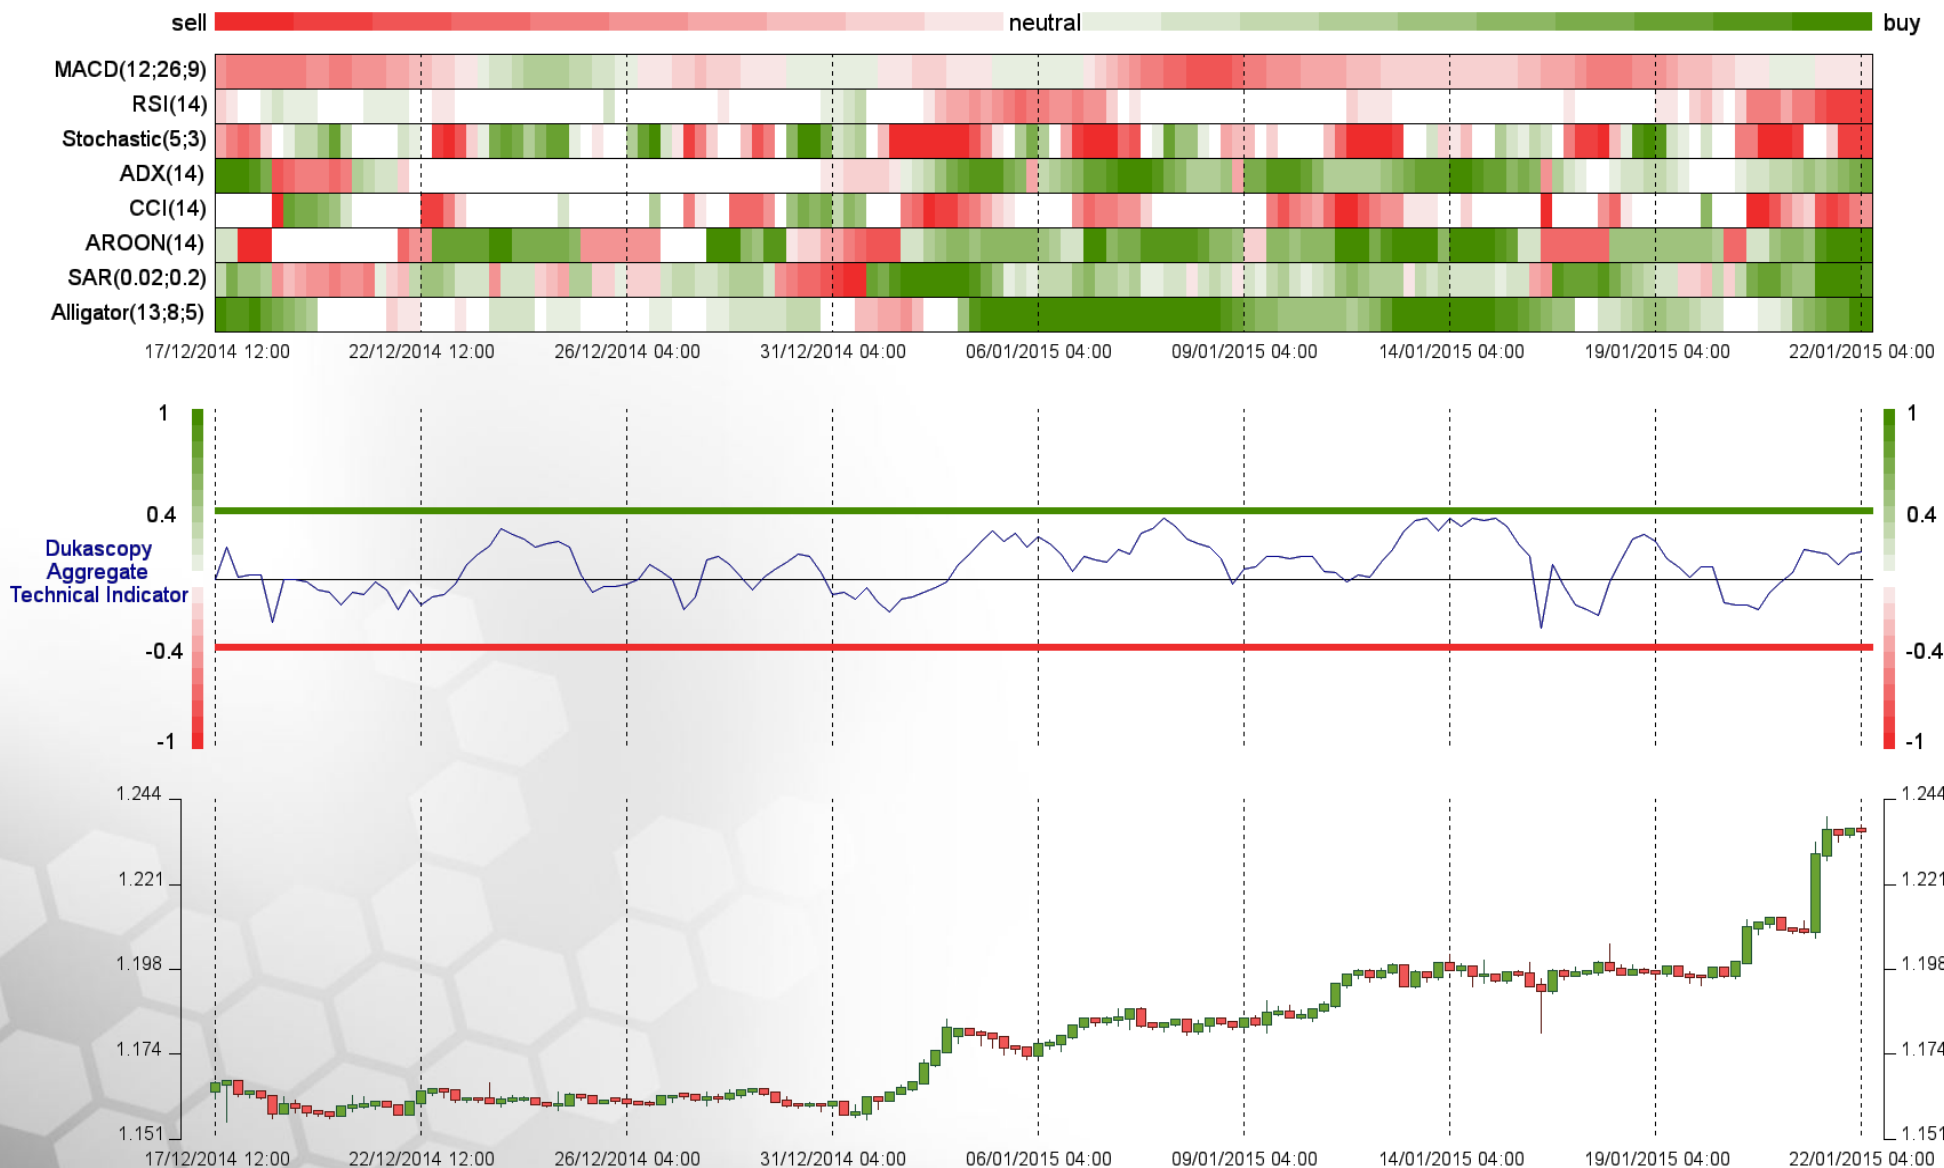 sell neutral buy
MACD(12;26;9)
RSI(14)
Stochastic(5;3)
ADX(14)
CCI(14)
AROON(14)
SAR(0.02;0.2)
Alligator(13;8;5)
17/12/2014 12:00 22/12/2014 12:00 26/12/2014 04:00 31/12/2014 04:00 06/01/2015 04:00 09/01/2015 04:00 14/01/2015 04:00 19/01/2015 04:00 22/01/2015 04:00
1 1
0.4 0.4
Dukascopy
Aggregate
Technical Indicator
-0.4 -0.4
-1 -1
1.244 1.244
1.221 1.221
1.198 1.198
1.174 1.174
1.151 1.151
17/12/2014 12:00 22/12/2014 12:00 26/12/2014 04:00 31/12/2014 04:00 06/01/2015 04:00 09/01/2015 04:00 14/01/2015 04:00 19/01/2015 04:00 22/01/2015 04:00